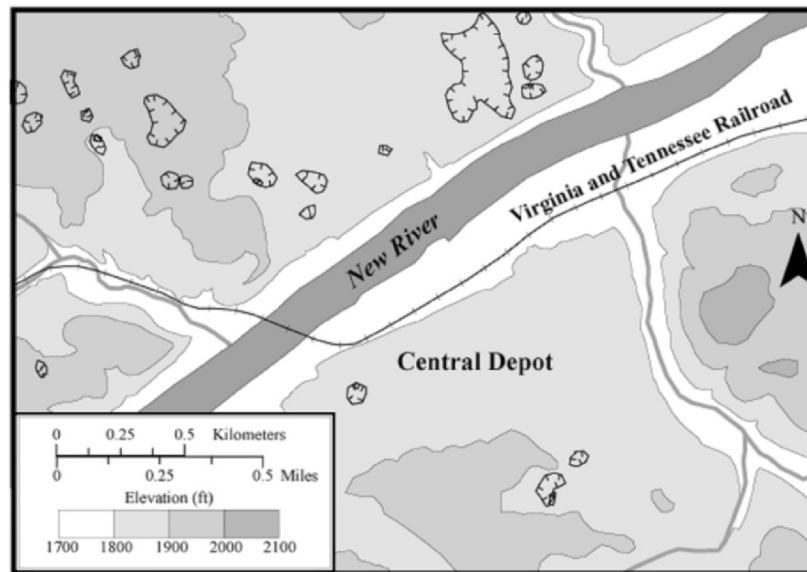 Virginia and Tennessee Railroad
New River
N
Central Depot
0 0.25 0.5 Kilometers
0 0.25 0.5 Miles
Elevation (ft)
1700 1800 1900 2000 2100